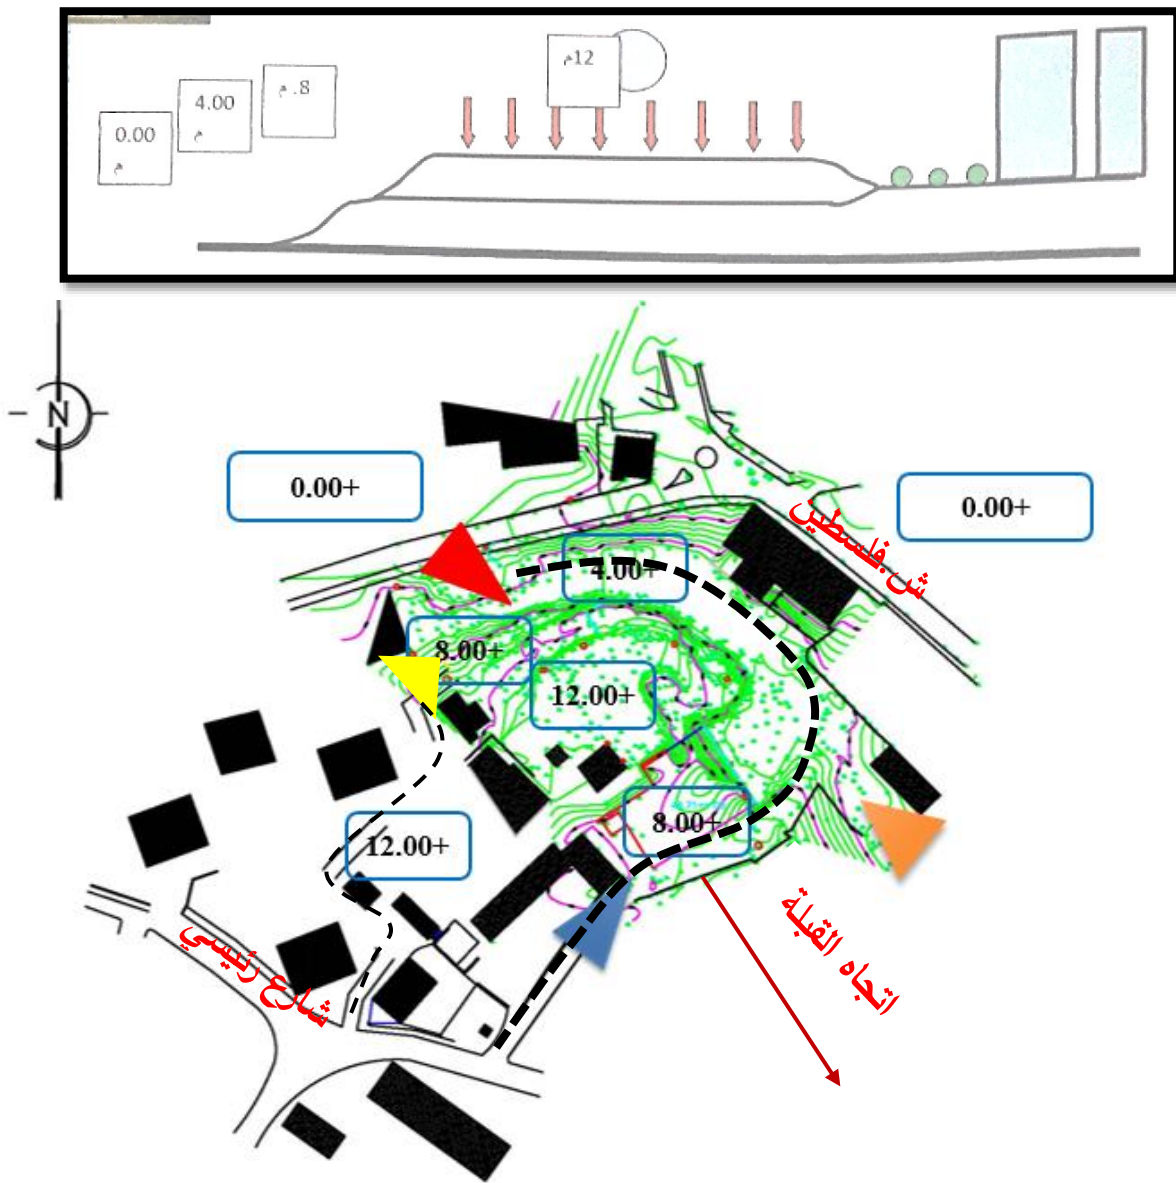 12م
8. م
4.00
م
0.00
م
N
0.00+
0.00+
ش.فلسطين
4.00+
8.00+
12.00+
8.00+
12.00+
اتجاه القبلة
شارع رئيسي